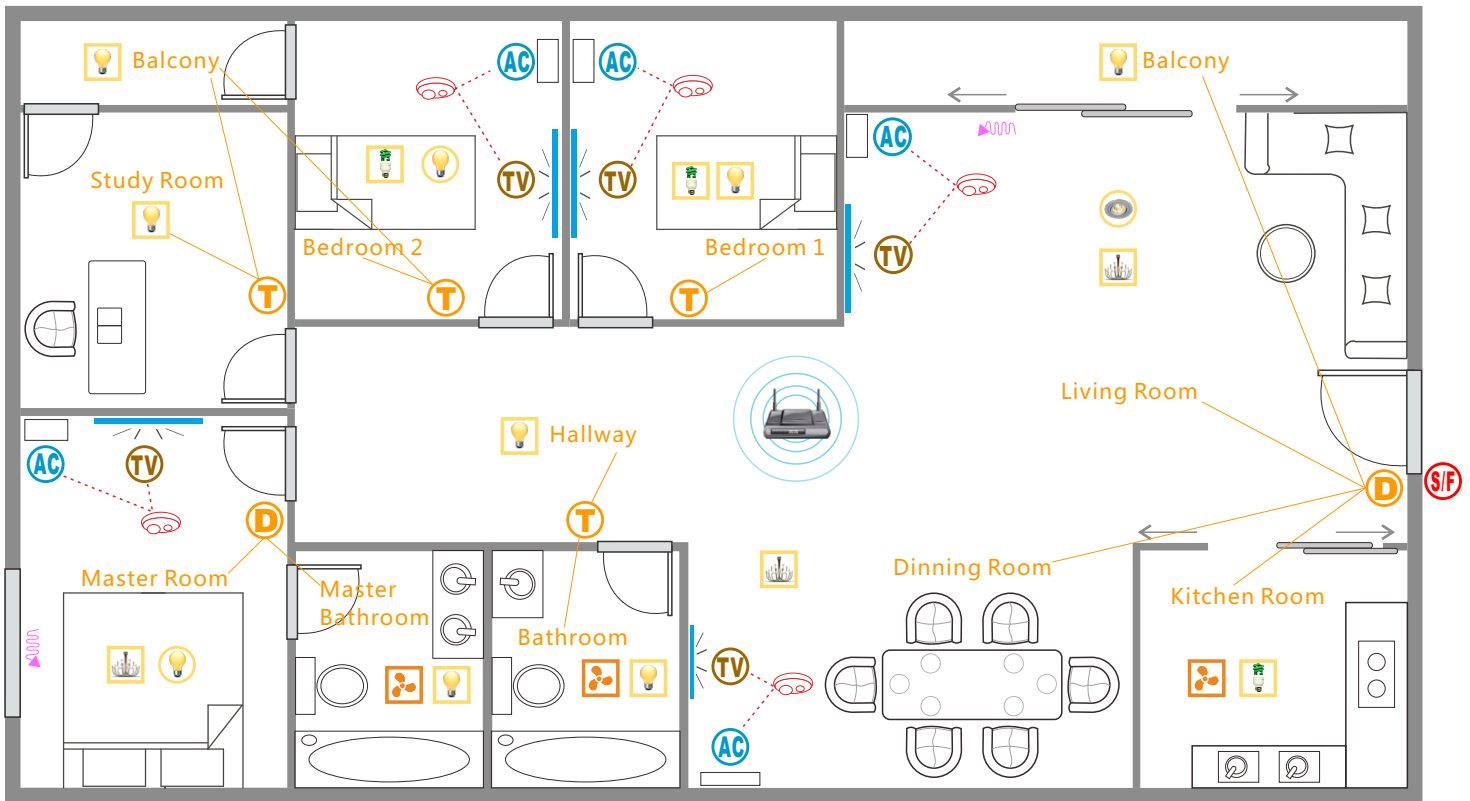 Balcony
AC
AC
Balcony
AC
Study Room
TV
TV
Bedroom 2
Bedroom 1
TV
T
T
T
Living Room
Hallway
AC
TV
D
S/F
D
T
Master Room
Master
Bathroom
Dinning Room
Kitchen Room
Bathroom
TV
AC